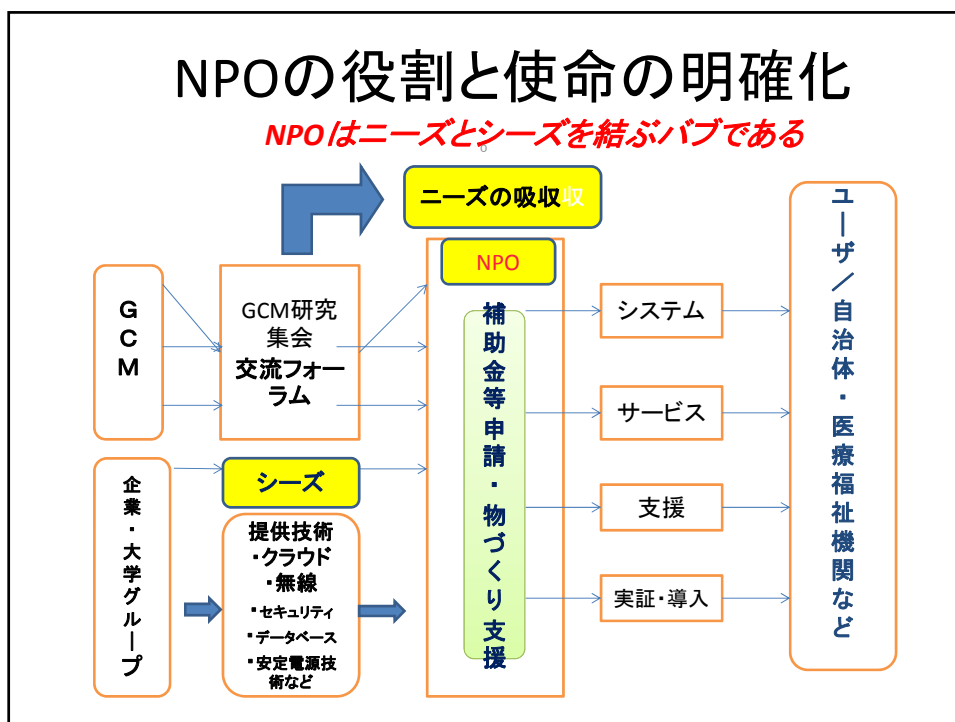 NPOの役割と使命の明確化
NPOはニーズとシーズを結ぶバブである
。
ニーズの吸収収
GCM
GCM研究
集会
交流フォー
ラム
NPO
補助金等申請・物づくり支援
システム
サービス
支援
実証・導入
ユーザ/自治体・医療福祉機関など
企業・大学グループ
シーズ
提供技術
・クラウド
・無線
・セキュリティ
・データベース
・安定電源技
術など